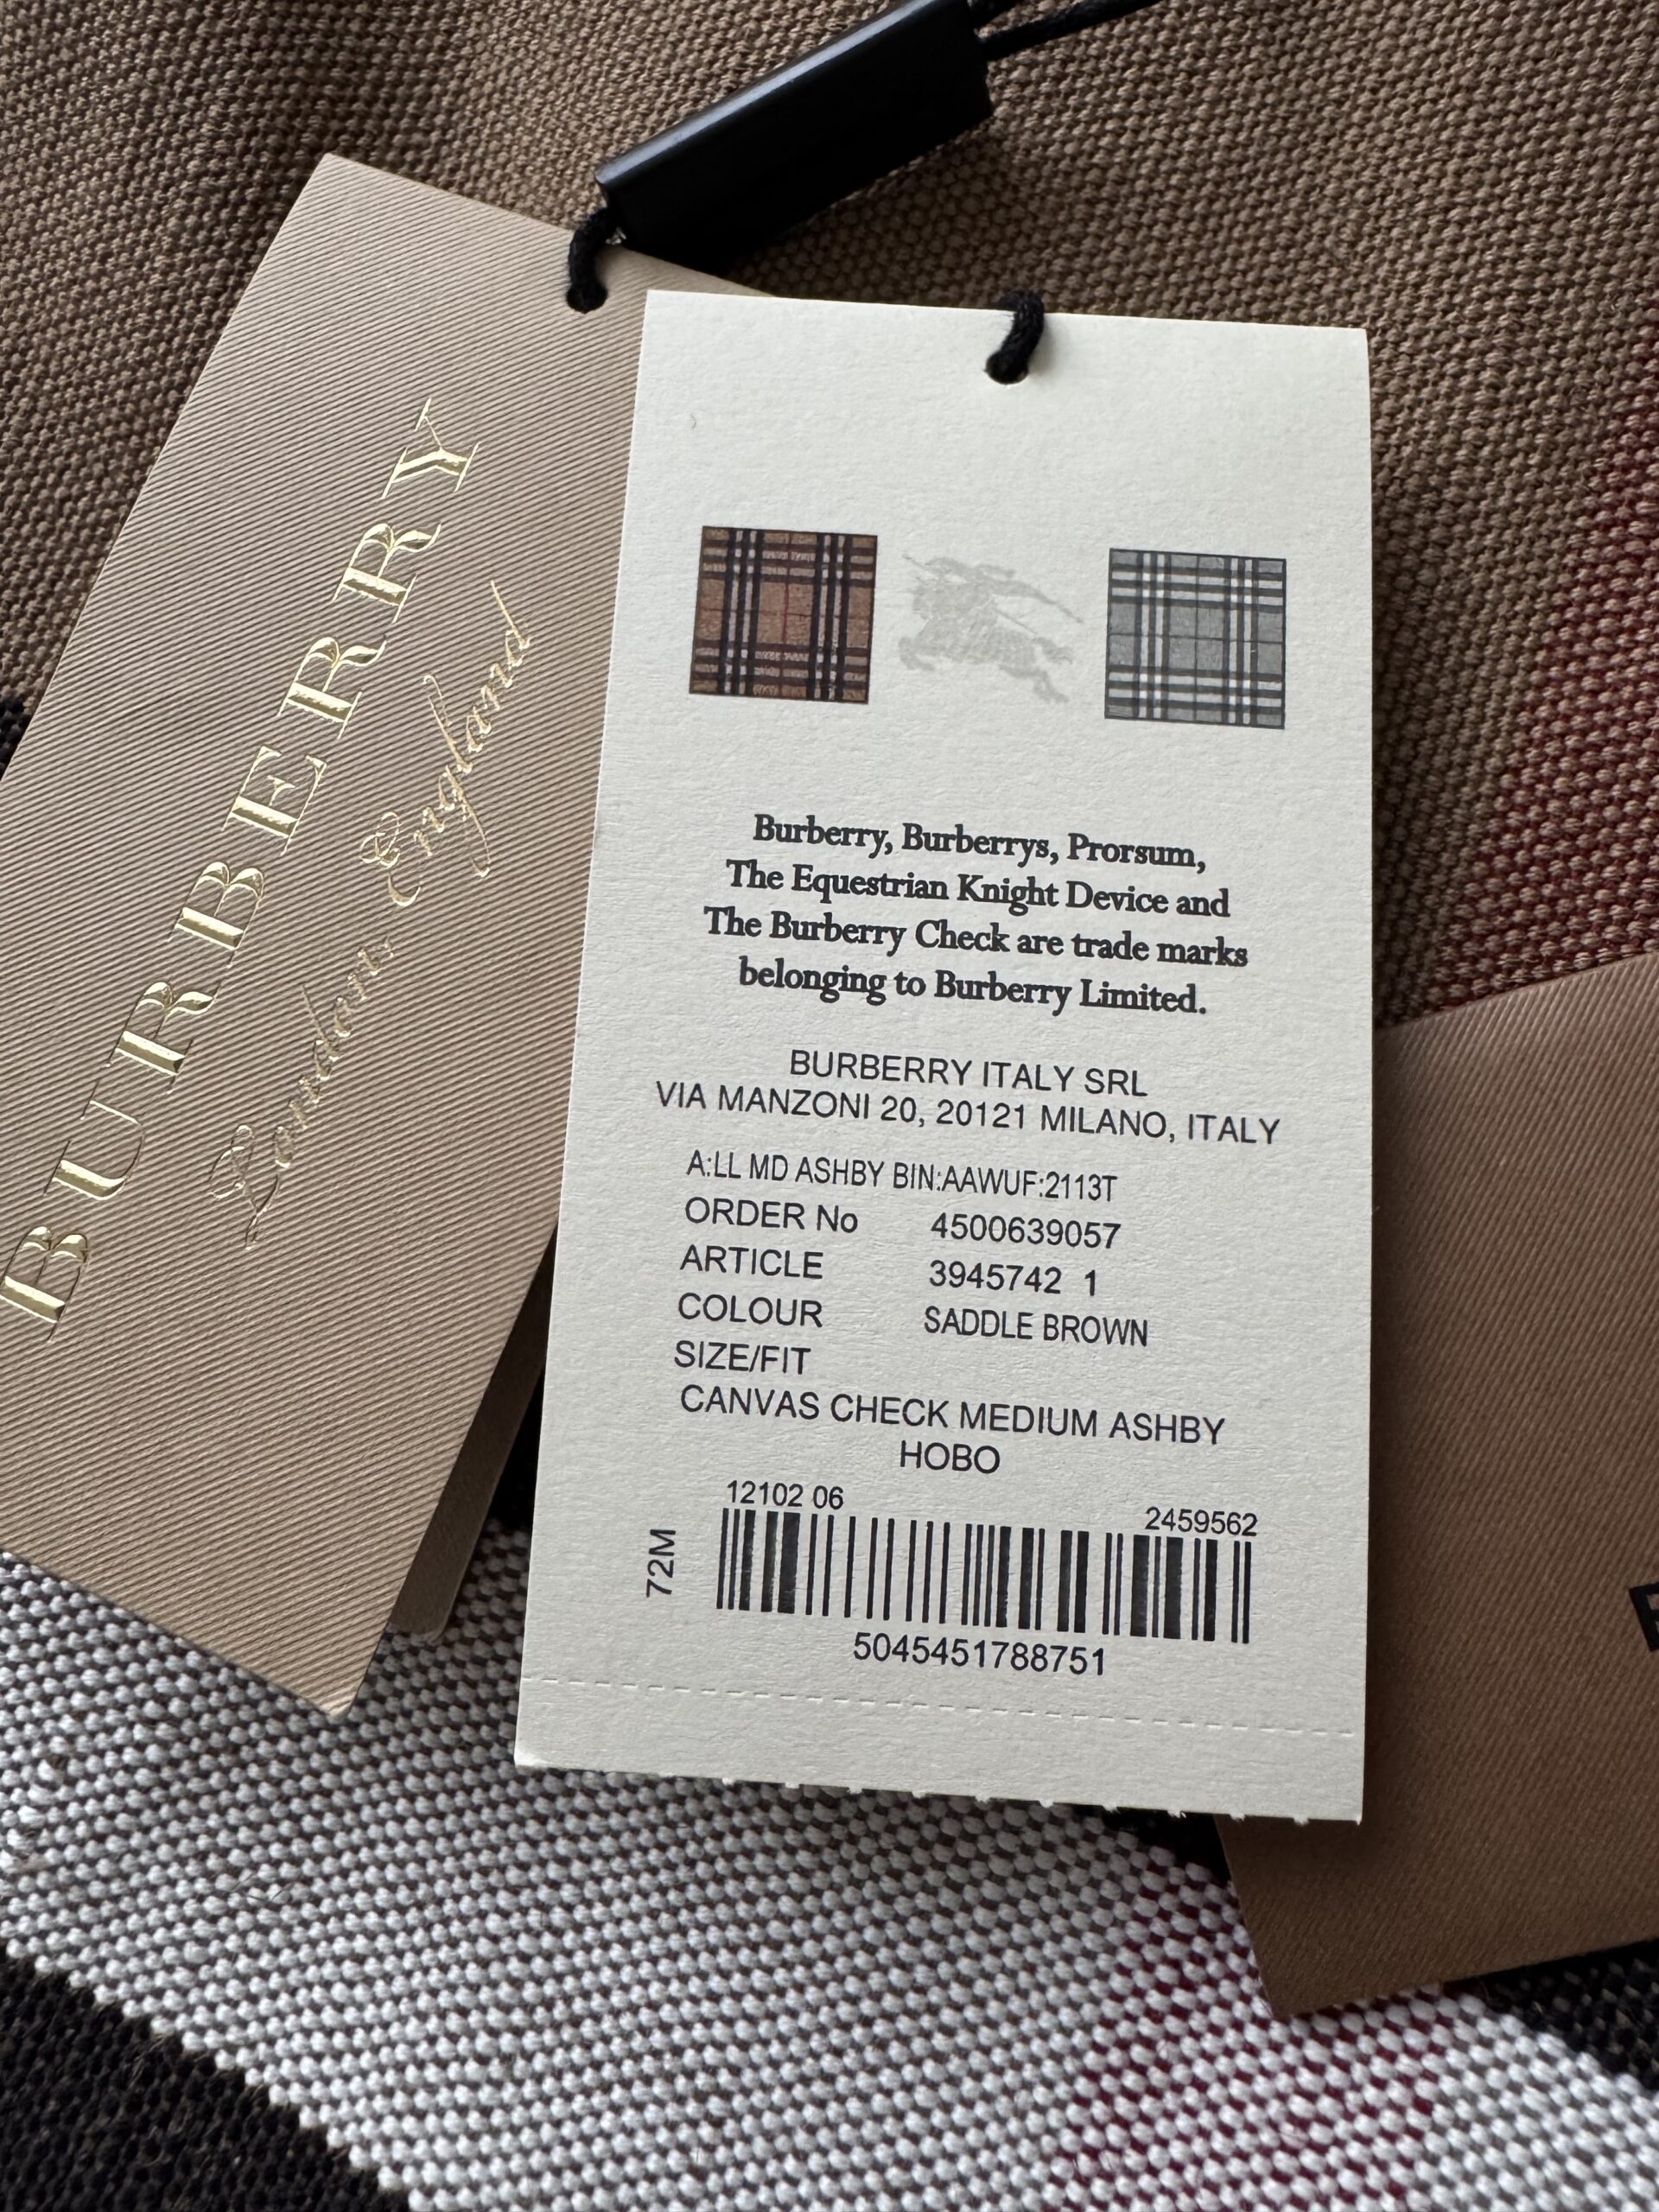 BURBERRY
London England
Burberry, Burberrys, Prorsum,
The Equestrian Knight Device and
The Burberry Check are trade marks
belonging to Burberry Limited.
BURBERRY ITALY SRL
VIA MANZONI 20, 20121 MILANO, ITALY
A:LL MD ASHBY BIN:AAWUF:2113T
ORDER No 4500639057
ARTICLE 3945742 1
COLOUR SADDLE BROWN
SIZE/FIT
CANVAS CHECK MEDIUM ASHBY
HOBO
12102 06 2459562
72M
5045451788751